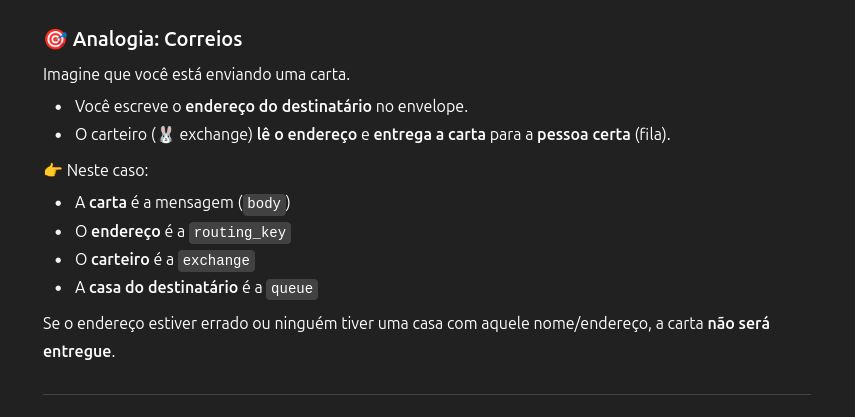 🎯 Analogia: Correios
Imagine que você está enviando uma carta.
• Você escreve o endereço do destinatário no envelope.
• O carteiro (🐰 exchange) lê o endereço e entrega a carta para a pessoa certa (fila).
👉 Neste caso:
• A carta é a mensagem (body)
• O endereço é a routing_key
• O carteiro é a exchange
• A casa do destinatário é a queue
Se o endereço estiver errado ou ninguém tiver uma casa com aquele nome/endereço, a carta não será
entregue.